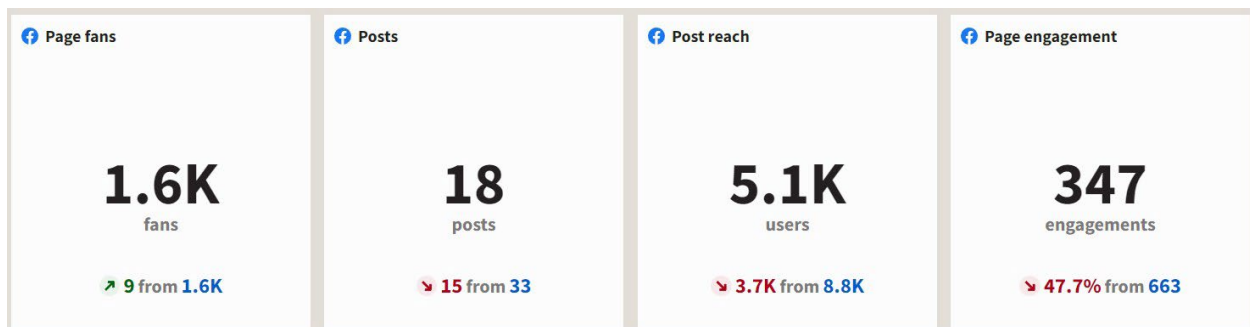 Page fans
1.6K
fans
9 from 1.6K
Posts
18
posts
15 from 33
Post reach
5.1K
users
3.7K from 8.8K
Page engagement
347
engagements
47.7% from 663